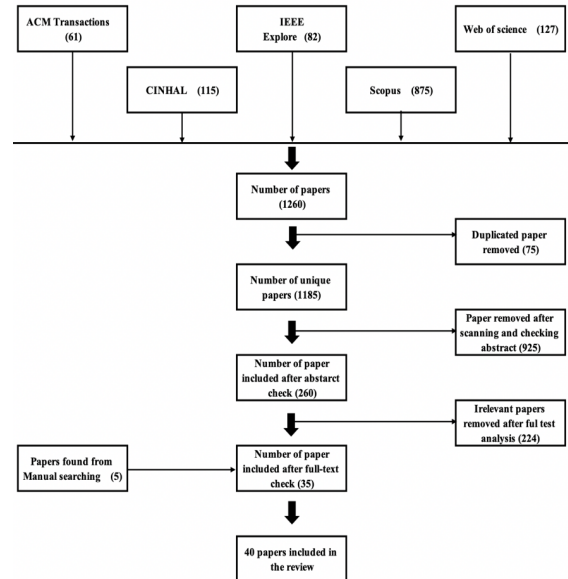 ACM Transactions
(61)
IEEE
Explore (82)
Web of science (127)
CINHAL (115)
Scopus (875)
Number of papers
(1260)
Duplicated paper
removed (75)
Number of unique
papers (1185)
Paper removed after
scanning and checking
abstract (925)
Number of paper
included after abstarct
check (260)
Irelevant papers
removed after ful test
analysis (224)
Papers found from
Manual searching (5)
Number of paper
included after full-text
check (35)
40 papers included in
the review